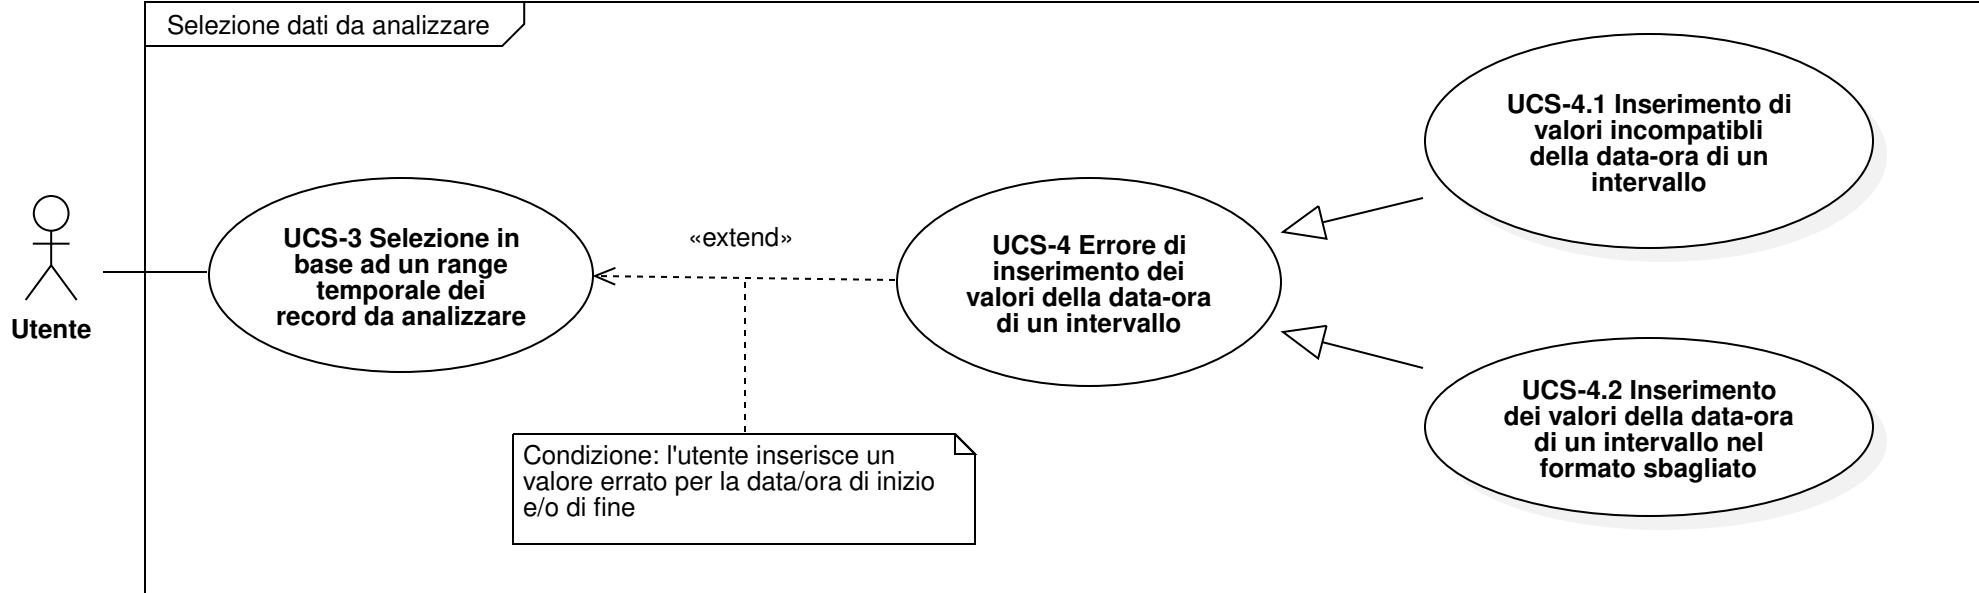 Selezione dati da analizzare
Utente
UCS-3 Selezione in
base ad un range
temporale dei
record da analizzare
«extend»
Condizione: l'utente inserisce un
valore errato per la data/ora di inizio
e/o di fine
UCS-4 Errore di
inserimento dei
valori della data-ora
di un intervallo
UCS-4.1 Inserimento di
valori incompatibli
della data-ora di un
intervallo
UCS-4.2 Inserimento
dei valori della data-ora
di un intervallo nel
formato sbagliato